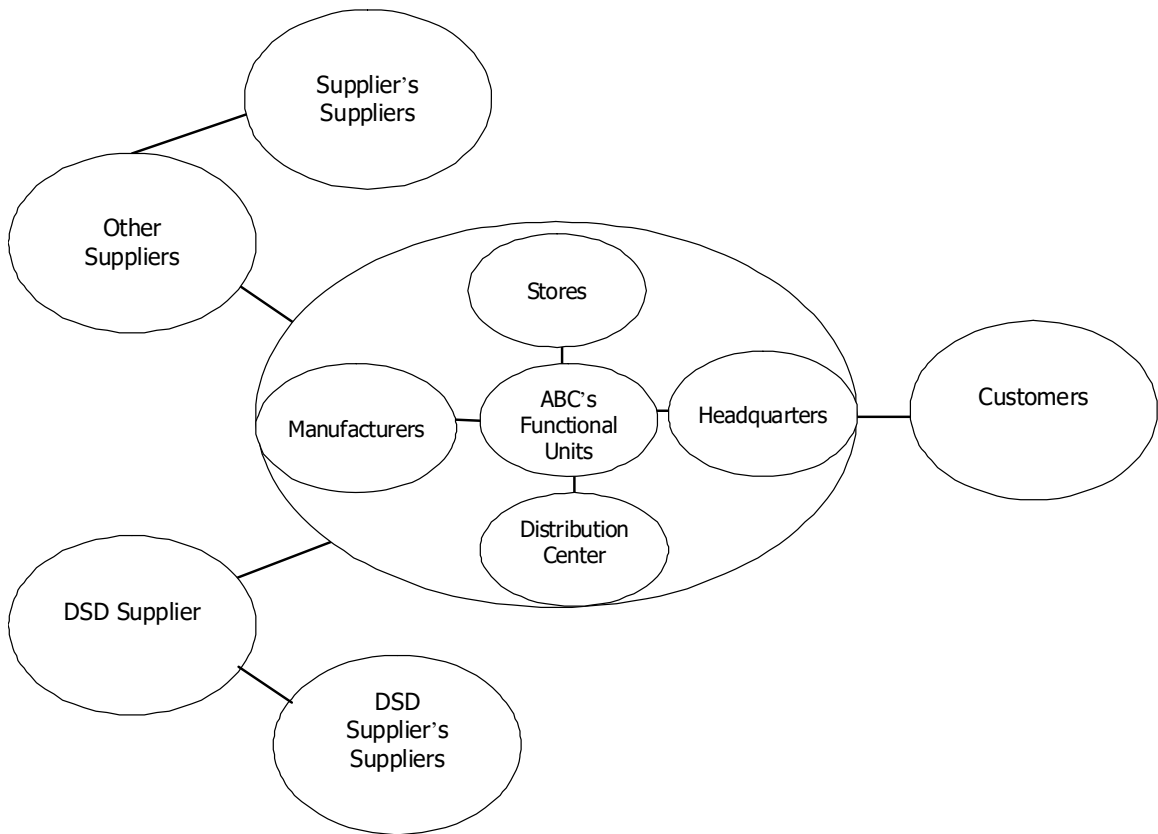 Supplier’s
Suppliers
Other
Suppliers
Stores
Manufacturers
ABC’s
Functional
Units
Headquarters
Customers
Distribution
Center
DSD Supplier
DSD
Supplier’s
Suppliers